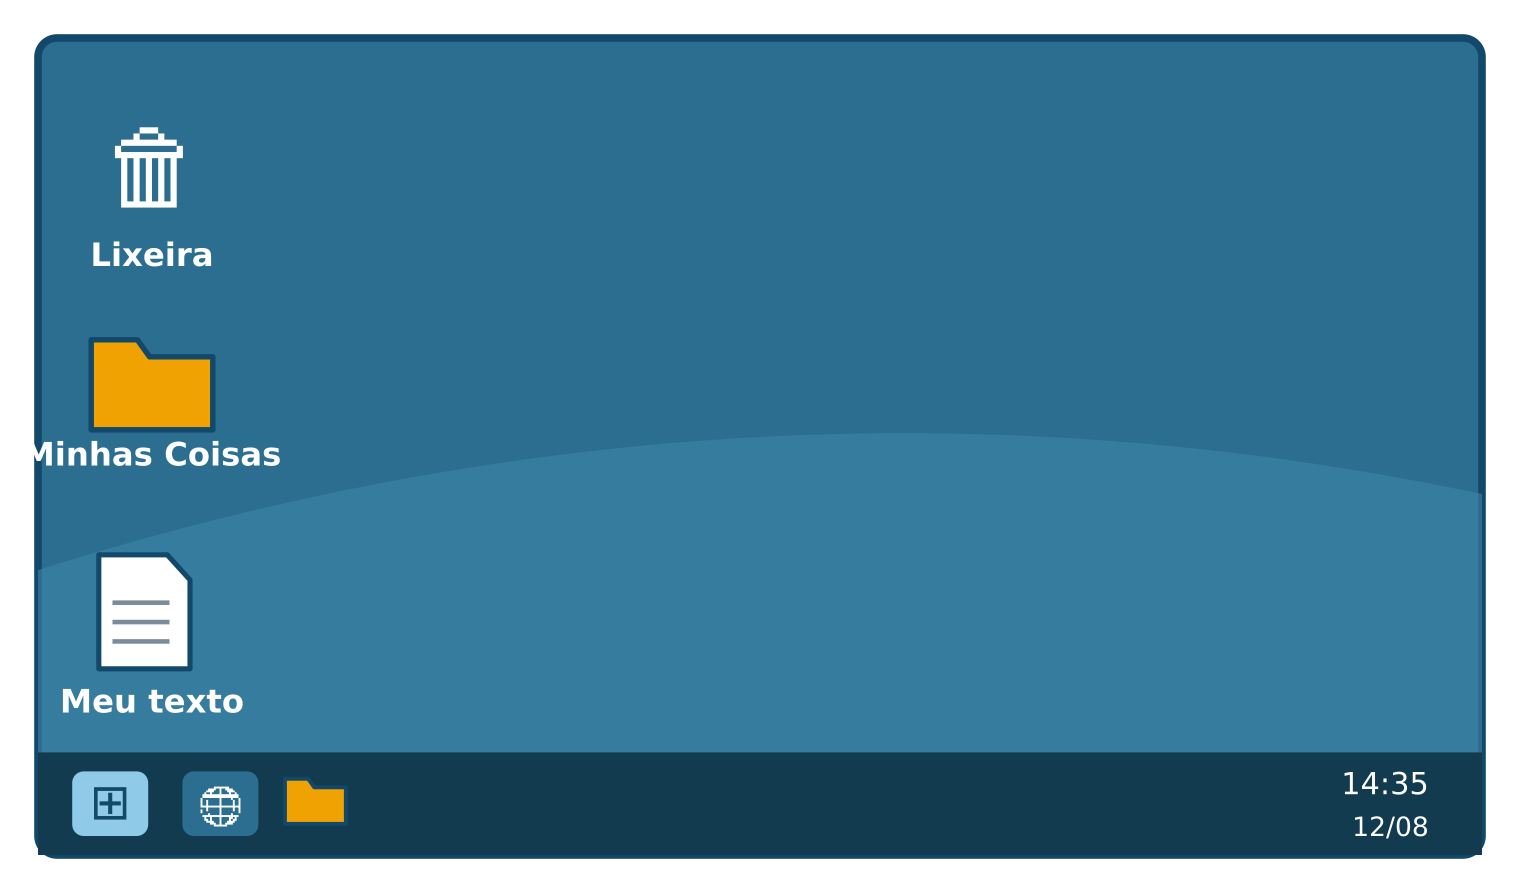 Lixeira
Minhas Coisas
Meu texto
14:35
12/08